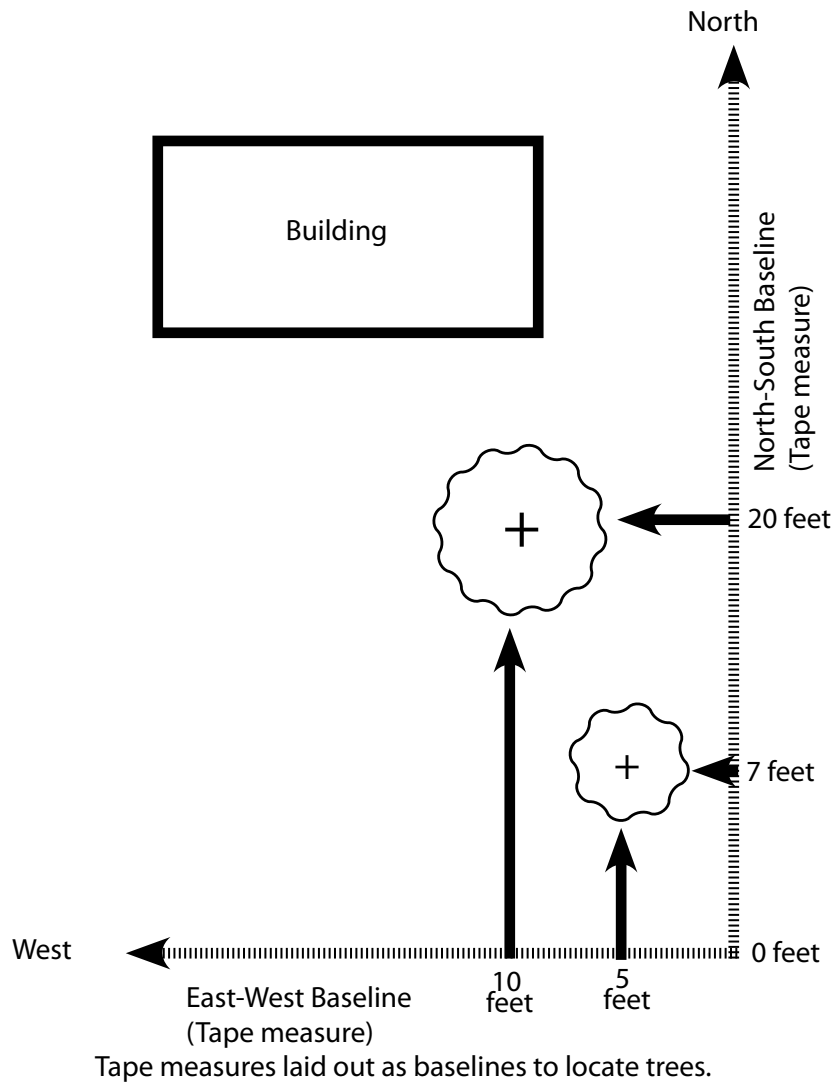 North
Building
North-South Baseline
(Tape measure)
20 feet
7 feet
West
0 feet
10
feet
5
feet
East-West Baseline
(Tape measure)
Tape measures laid out as baselines to locate trees.